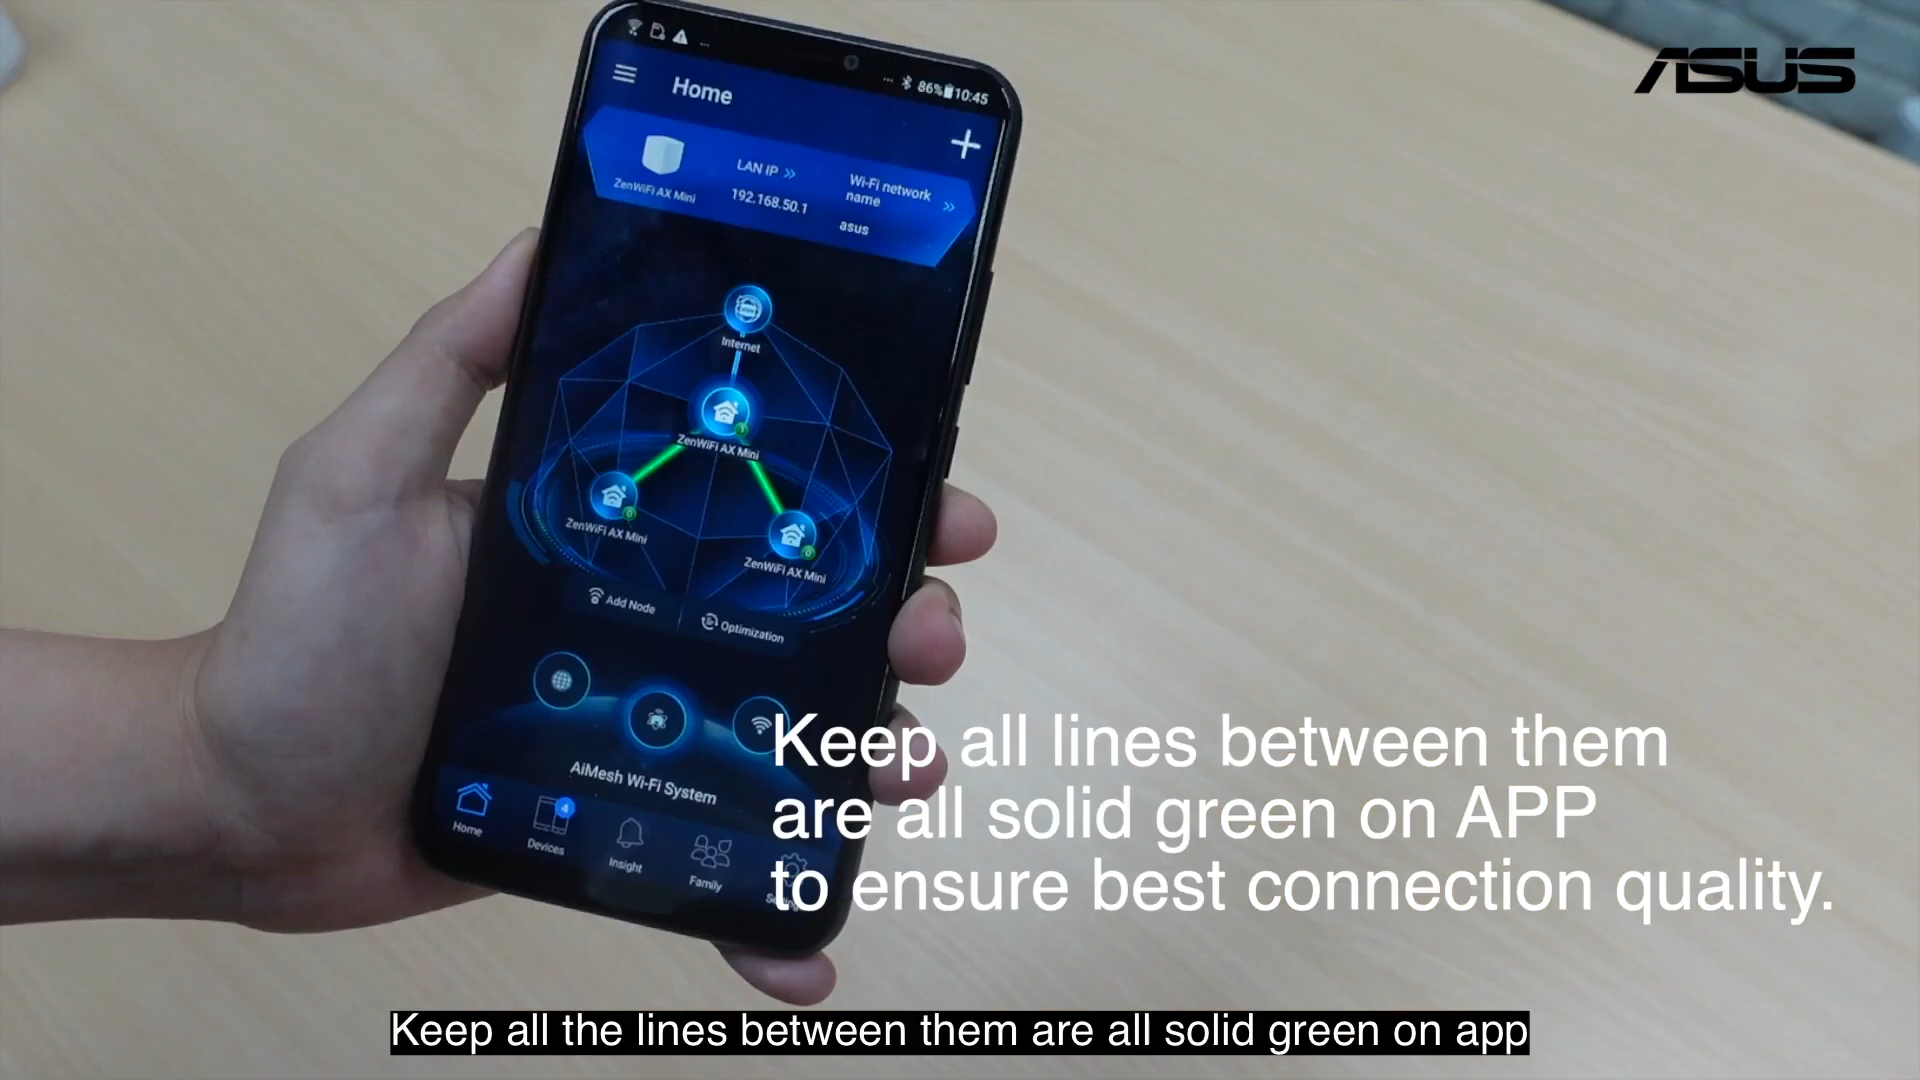 ASUS
86% 10:45
Home
ZenWiFi AX Mini
LAN IP >>
192.168.50.1
Wi-Fi network
name >>
asus
Internet
ZenWiFi AX Mini
ZenWiFi AX Mini
ZenWiFi AX Mini
Add Node
Optimization
AiMesh Wi-Fi System
Home
4
Devices
Insight
Family
Keep all lines between them
are all solid green on APP
to ensure best connection quality.
Keep all the lines between them are all solid green on app